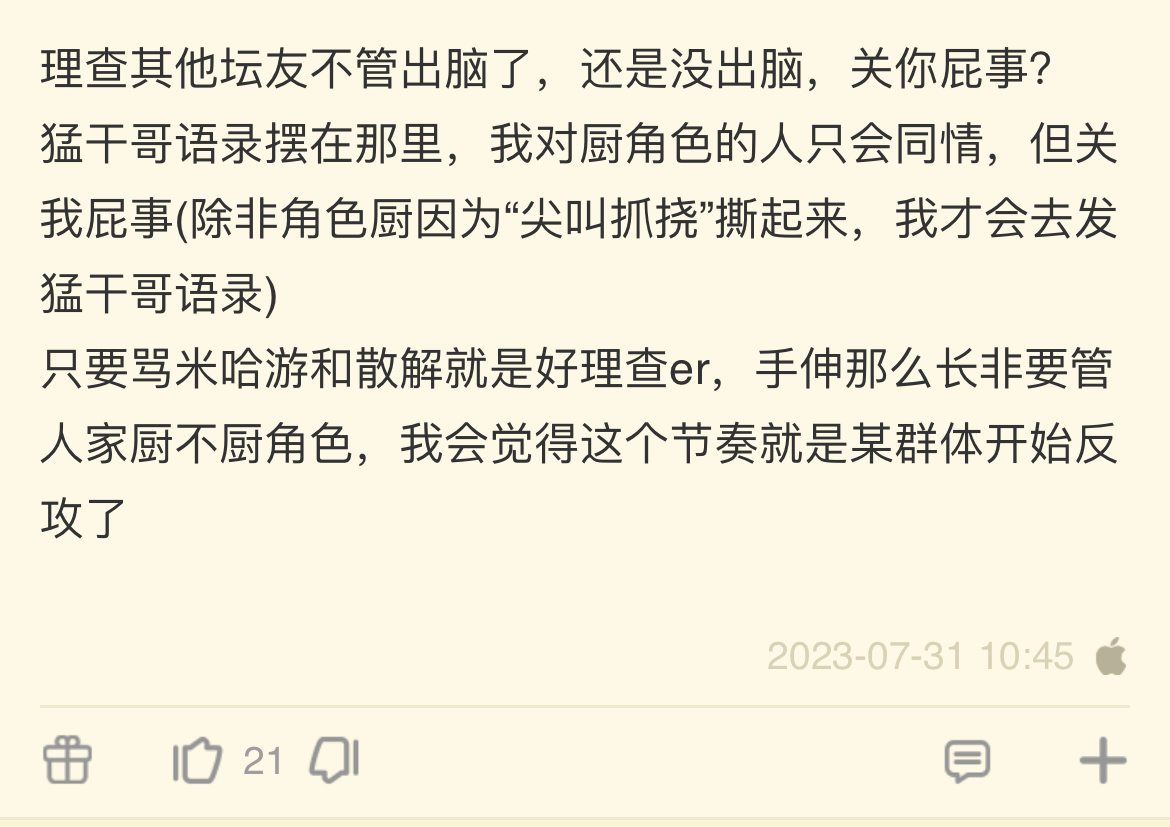 理查其他坛友不管出脑了，还是没出脑，关你屁事？
猛干哥语录摆在那里，我对厨角色的人只会同情，但关
我屁事(除非角色厨因为“尖叫抓挠”撕起来，我才会去发
猛干哥语录)
只要骂米哈游和散解就是好理查er，手伸那么长非要管
人家厨不厨角色，我会觉得这个节奏就是某群体开始反
攻了
2023-07-31 10:45
21